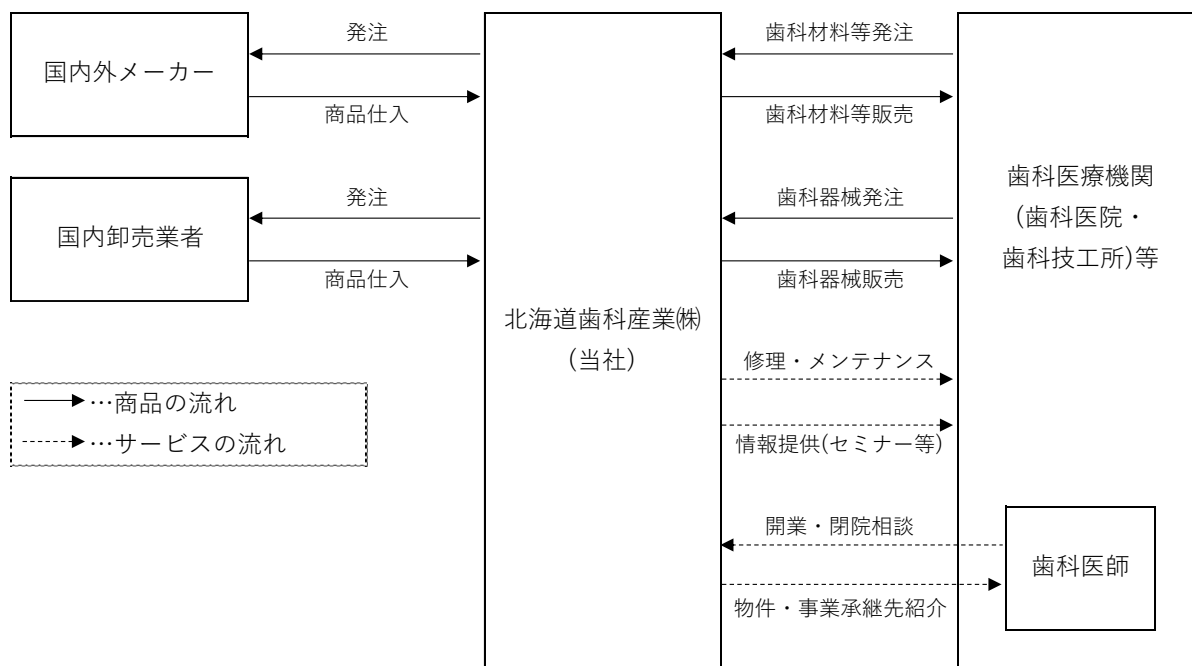 発注
国内外メーカー
商品仕入
発注
国内卸売業者
商品仕入
…商品の流れ
…サービスの流れ
北海道歯科産業㈱
(当社)
歯科材料等発注
歯科材料等販売
歯科器械発注
歯科器械販売
修理・メンテナンス
情報提供(セミナー等)
開業・閉院相談
物件・事業承継先紹介
歯科医療機関
(歯科医院・
歯科技工所)等
歯科医師